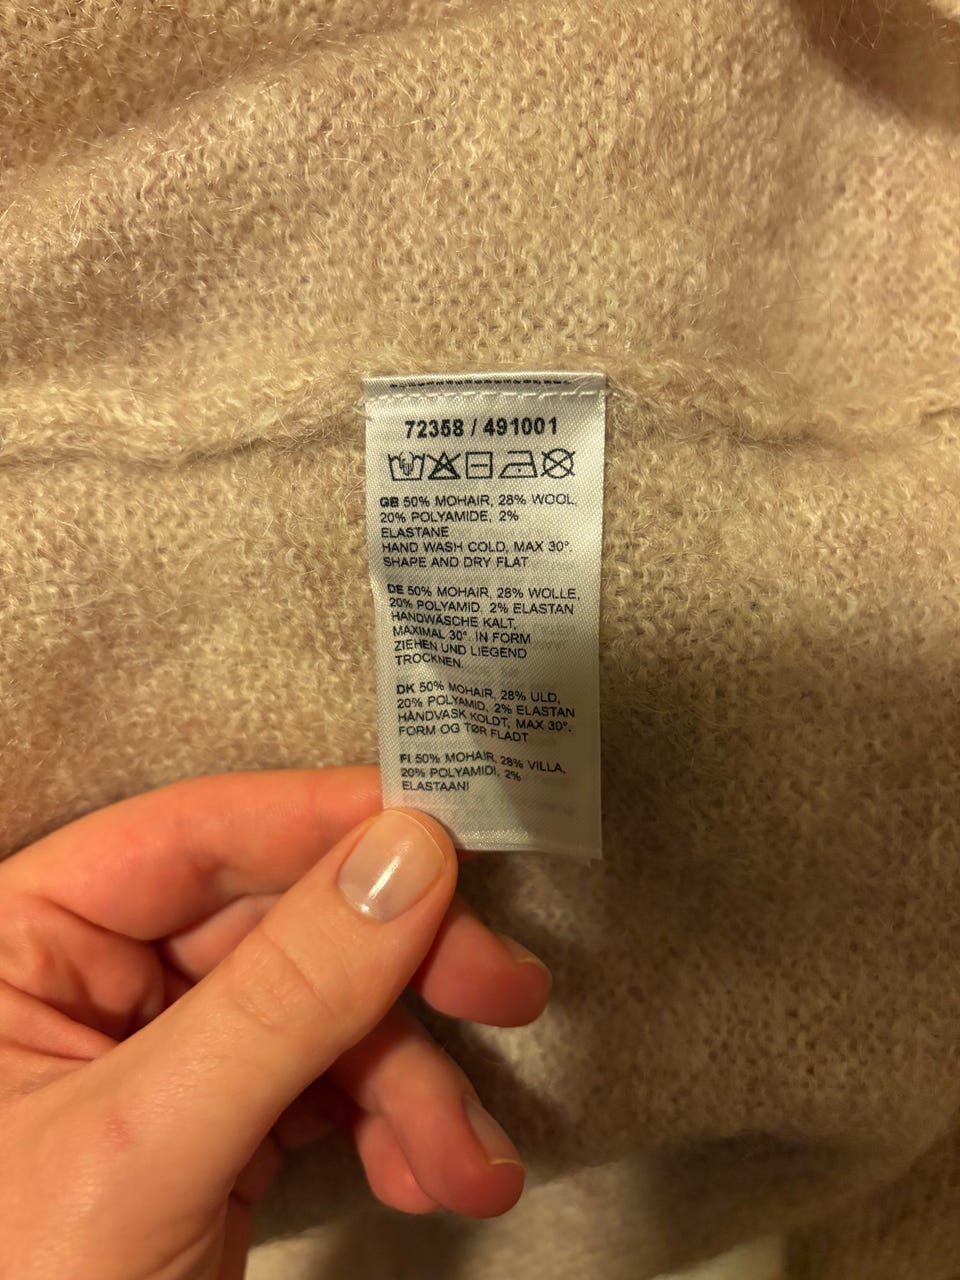 72358 / 491001
GB 50% MOHAIR, 28% WOOL,
20% POLYAMIDE, 2%
ELASTANE
HAND WASH COLD, MAX 30°.
SHAPE AND DRY FLAT
DE 50% MOHAIR, 28% WOLLE,
20% POLYAMID, 2% ELASTAN
HANDWÄSCHE KALT,
MAXIMAL 30°. IN FORM
ZIEHEN UND LIEGEND
TROCKNEN.
DK 50% MOHAIR, 28% ULD,
20% POLYAMID, 2% ELASTAN
HÅNDVASK KOLDT, MAX 30°.
FORM OG TØR FLADT
FI 50% MOHAIR, 28% VILLA,
20% POLYAMIDI, 2%
ELASTAANI